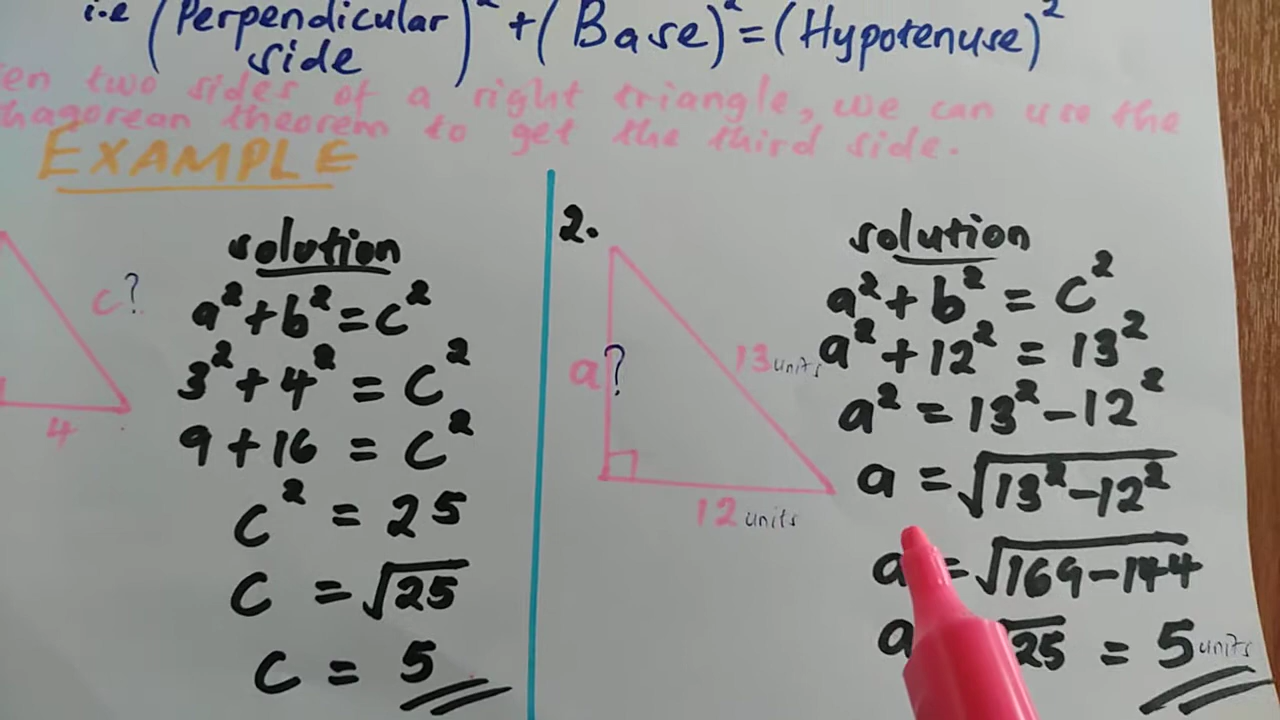 i.e (Perpendicular side)² + (Base)² = (Hypotenuse)²
en two sides of a right triangle, we can use the
hagorean theorem to get the third side.
EXAMPLE
c?
4
solution
a² + b² = c²
3² + 4² = c²
9 + 16 = c²
c² = 25
c = √25
c = 5
2.
a?
13 units
12 units
solution
a² + b² = c²
a² + 12² = 13²
a² = 13² - 12²
a = √13² - 12²
a = √169 - 144
a 25 = 5 units